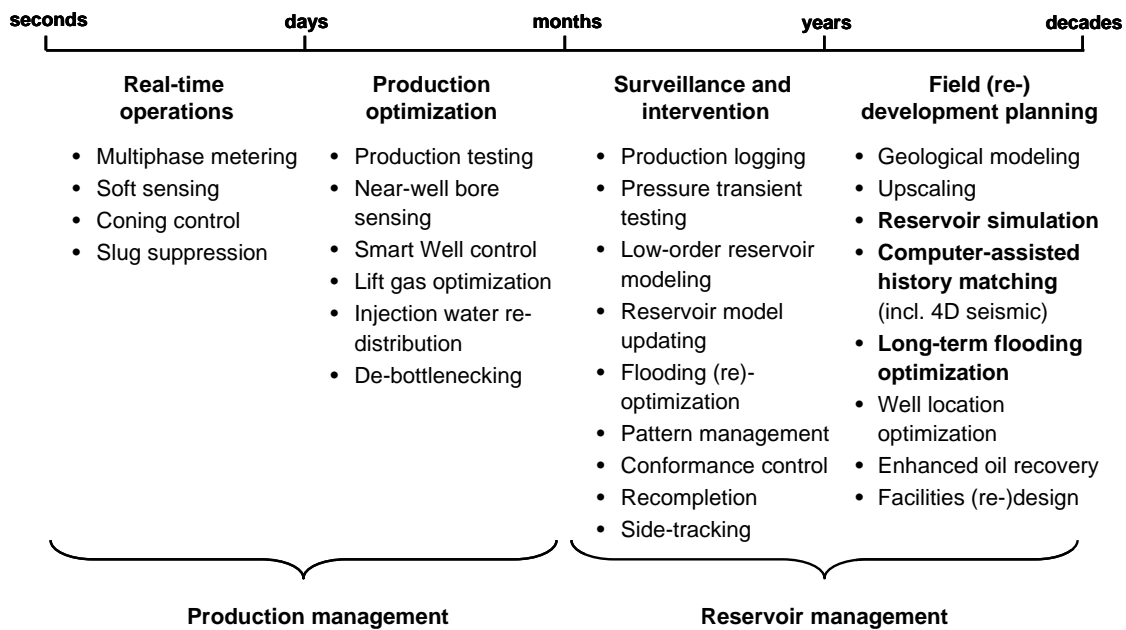 seconds days months years decades
Real-time
operations
• Multiphase metering
• Soft sensing
• Coning control
• Slug suppression
Production
optimization
• Production testing
• Near-well bore
sensing
• Smart Well control
• Lift gas optimization
• Injection water re-
distribution
• De-bottlenecking
Surveillance and
intervention
• Production logging
• Pressure transient
testing
• Low-order reservoir
modeling
• Reservoir model
updating
• Flooding (re)-
optimization
• Pattern management
• Conformance control
• Recompletion
• Side-tracking
Field (re-)
development planning
• Geological modeling
• Upscaling
• Reservoir simulation
• Computer-assisted
history matching
(incl. 4D seismic)
• Long-term flooding
optimization
• Well location
optimization
• Enhanced oil recovery
• Facilities (re-)design
Production management
Reservoir management